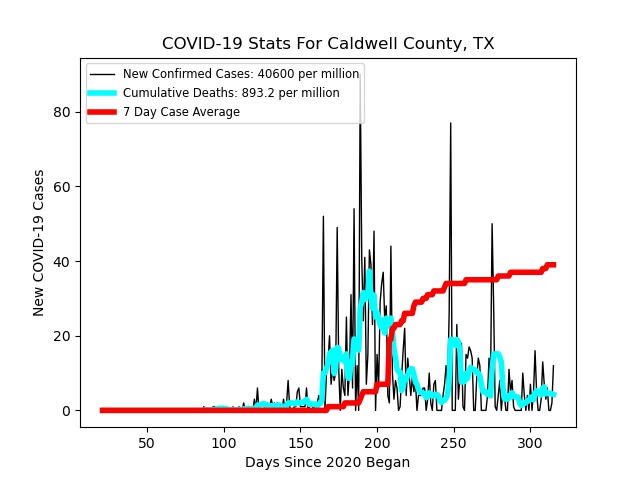 COVID-19 Stats For Caldwell County, TX
New Confirmed Cases: 40600 per million
Cumulative Deaths: 893.2 per million
7 Day Case Average
80
60
40
20
0
New COVID-19 Cases
50 100 150 200 250 300
Days Since 2020 Began